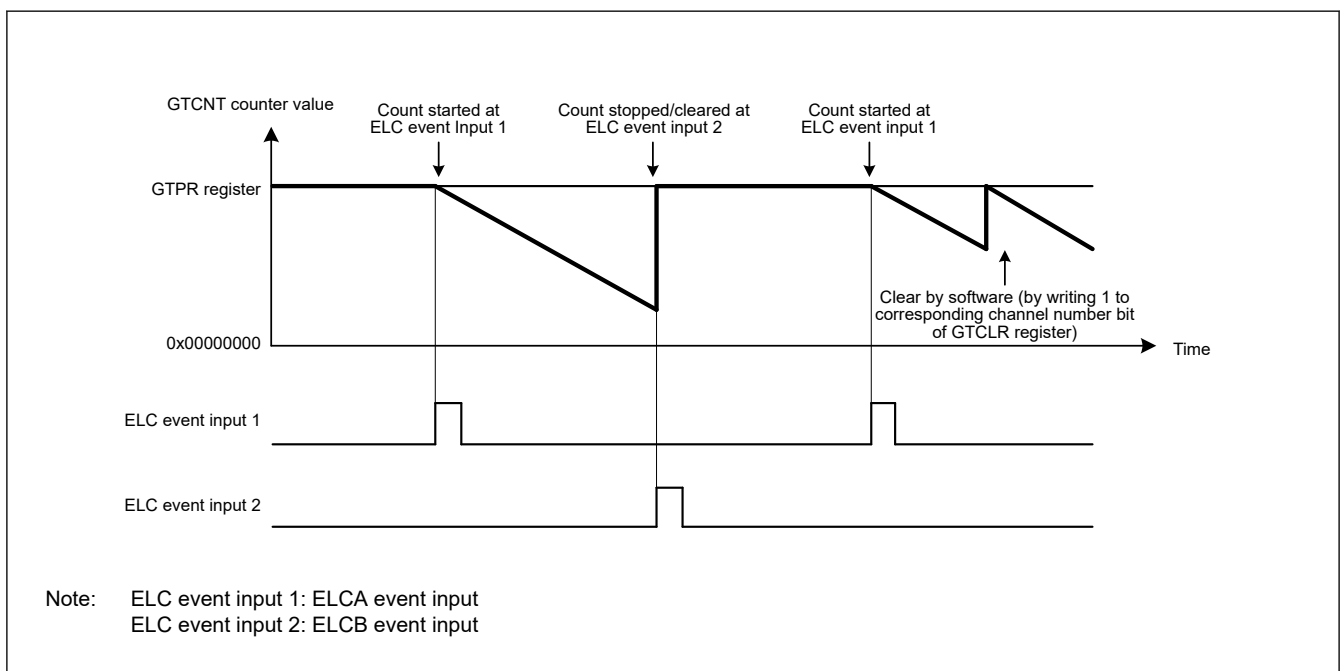 GTCNT counter value
Count started at
ELC event Input 1
Count stopped/cleared at
ELC event input 2
Count started at
ELC event input 1
GTPR register
Clear by software (by writing 1 to
corresponding channel number bit
of GTCLR register)
0x00000000
Time
ELC event input 1
ELC event input 2
Note: ELC event input 1: ELCA event input
ELC event input 2: ELCB event input